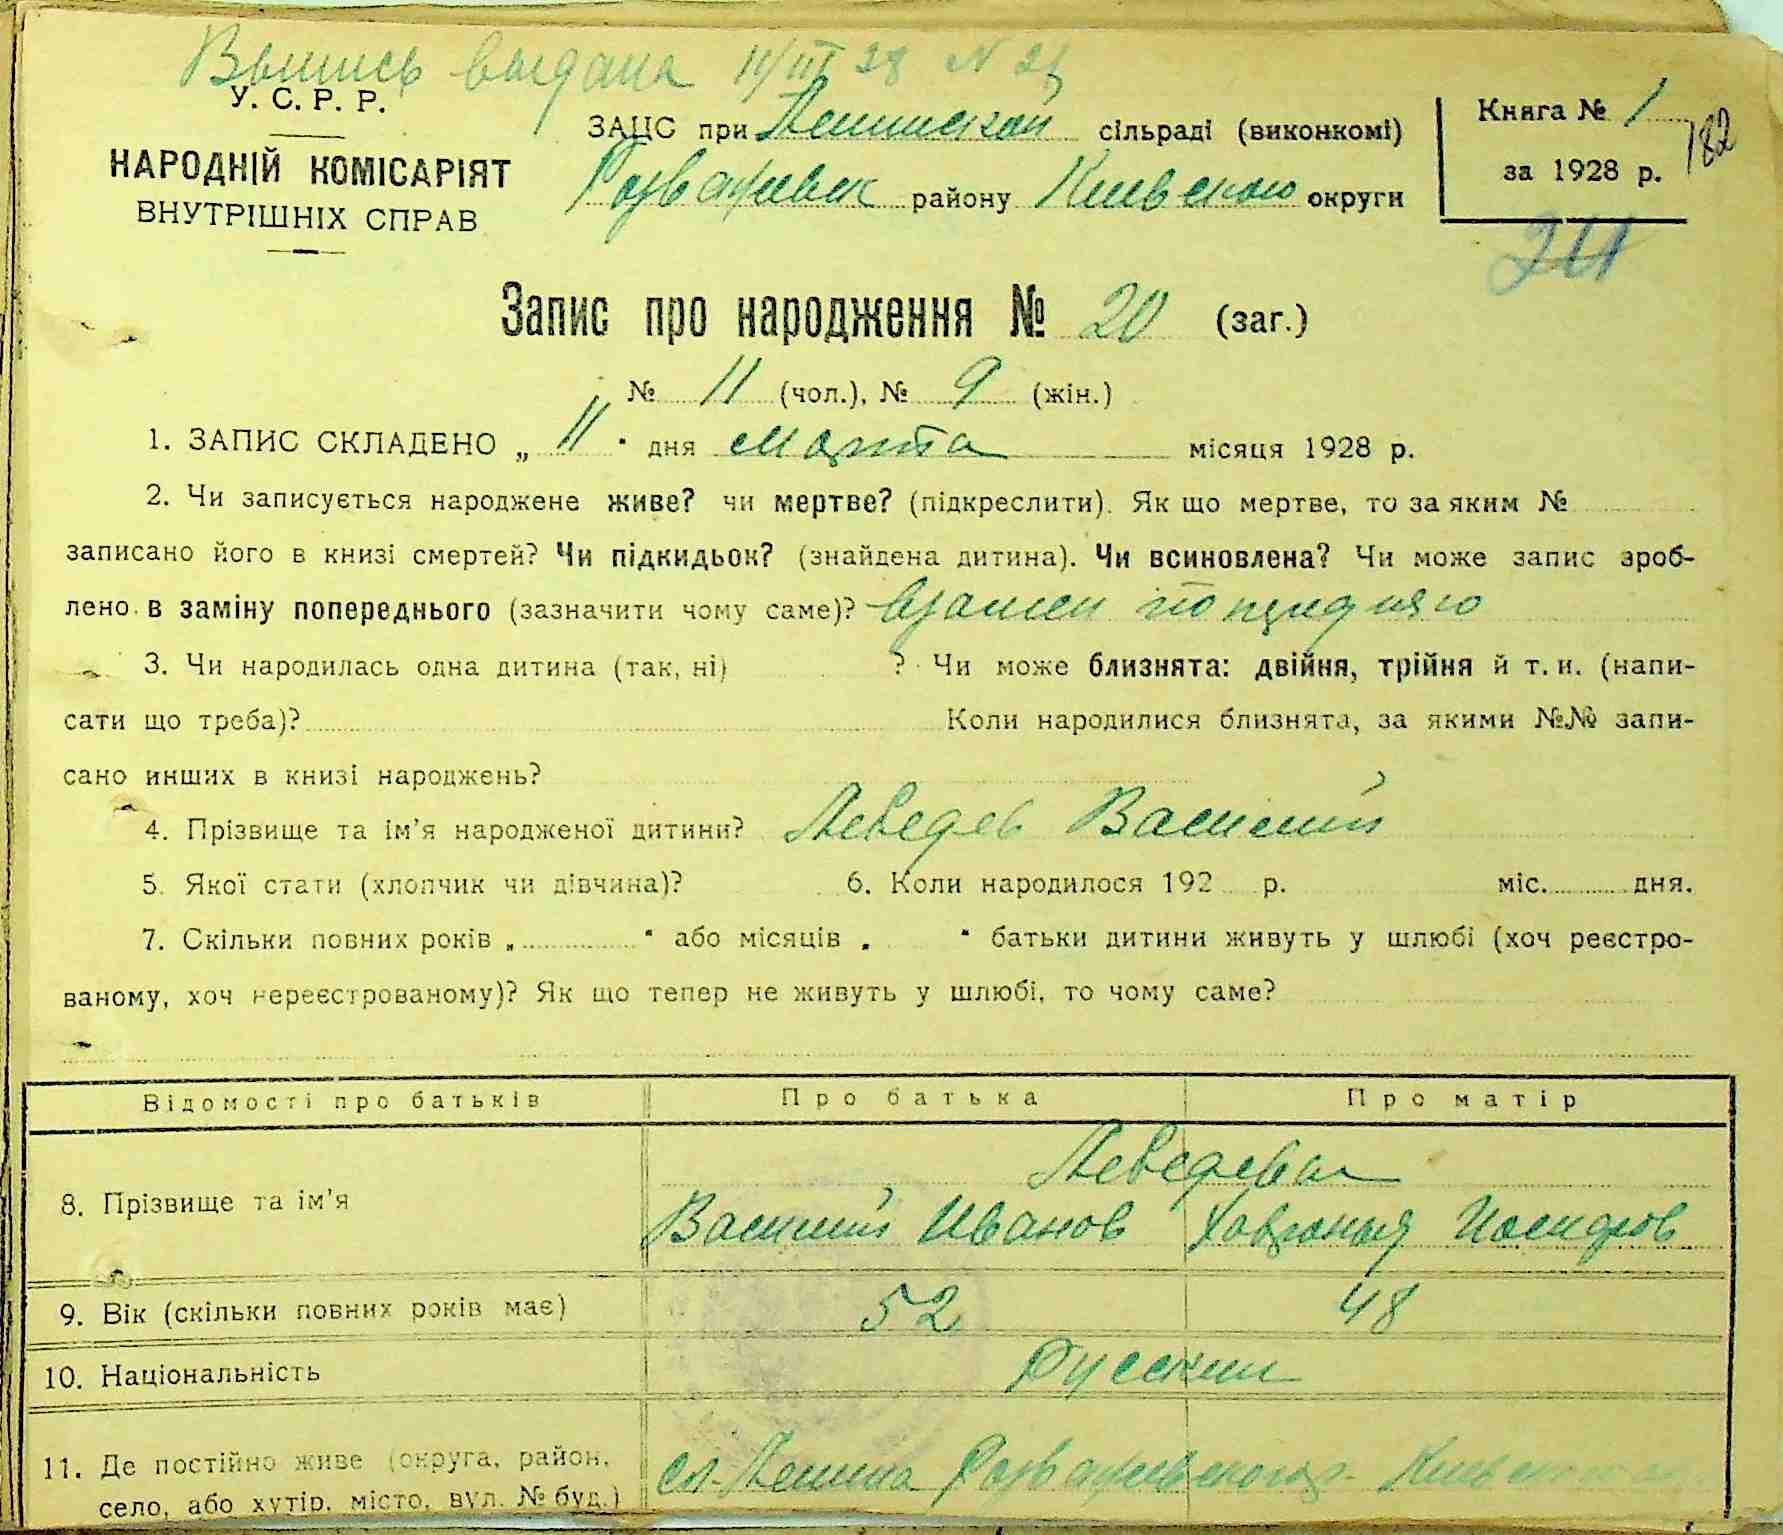 Выпись выдана 11/III 28 N 21
У. С. Р. Р.
НАРОДНІЙ КОМІСАРІЯТ
ВНУТРІШНІХ СПРАВ
ЗАЦС при Ленинской сільраді (виконкомі)
Розважевск району Киевского округи
Книга № 1
за 1928 р.
182
Запис про народження № 20 (заг.)
№ 11 (чол.), № 9 (жін.)
1. ЗАПИС СКЛАДЕНО „ 11 " дня марта місяця 1928 р.
2. Чи записується народжене живе? чи мертве? (підкреслити). Як що мертве, то за яким №
записано його в книзі смертей? Чи підкидьок? (знайдена дитина). Чи всиновлена? Чи може запис зроб-
лено в заміну попереднього (зазначити чому саме)? взамен
3. Чи народилась одна дитина (так, ні) ? Чи може близнята: двійня, трійня й т. и. (напи-
сати що треба)? Коли народилися близнята, за якими №№ запи-
сано инших в книзі народжень?
4. Прізвище та ім'я народженої дитини? Лебедев Василий
5. Якої стати (хлопчик чи дівчина)? 6. Коли народилося 192 р. міс. дня.
7. Скільки повних років „ " або місяців „ " батьки дитини живуть у шлюбі (хоч реєстро-
ваному, хоч нереєстрованому)? Як що тепер не живуть у шлюбі, то чому саме?
Відомості про батьків Про батька Про матір
8. Прізвище та ім'я Лебедевы
Василий Иванов Хавронья
9. Вік (скільки повних років має) 52 48
10. Національність Русские
11. Де постійно живе (округа, район, сл. Ленина
село, або хутір, місто, вул. № буд.)